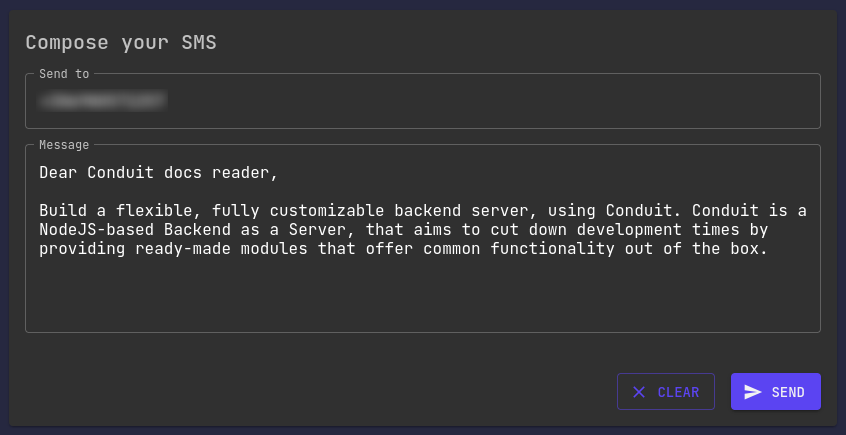 Compose your SMS
Send to
Message
Dear Conduit docs reader,
Build a flexible, fully customizable backend server, using Conduit. Conduit is a
NodeJS-based Backend as a Server, that aims to cut down development times by
providing ready-made modules that offer common functionality out of the box.
CLEAR
SEND